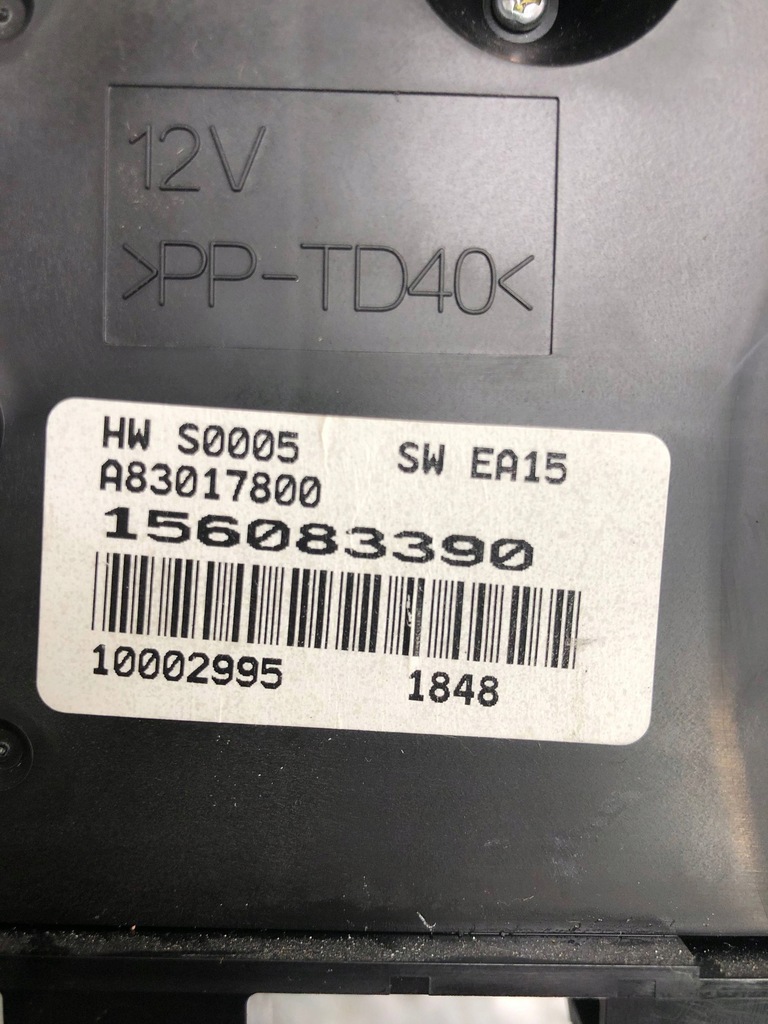 12V
>PP-TD40<
HW S0005 SW EA15
A83017800
156083390
10002995 1848